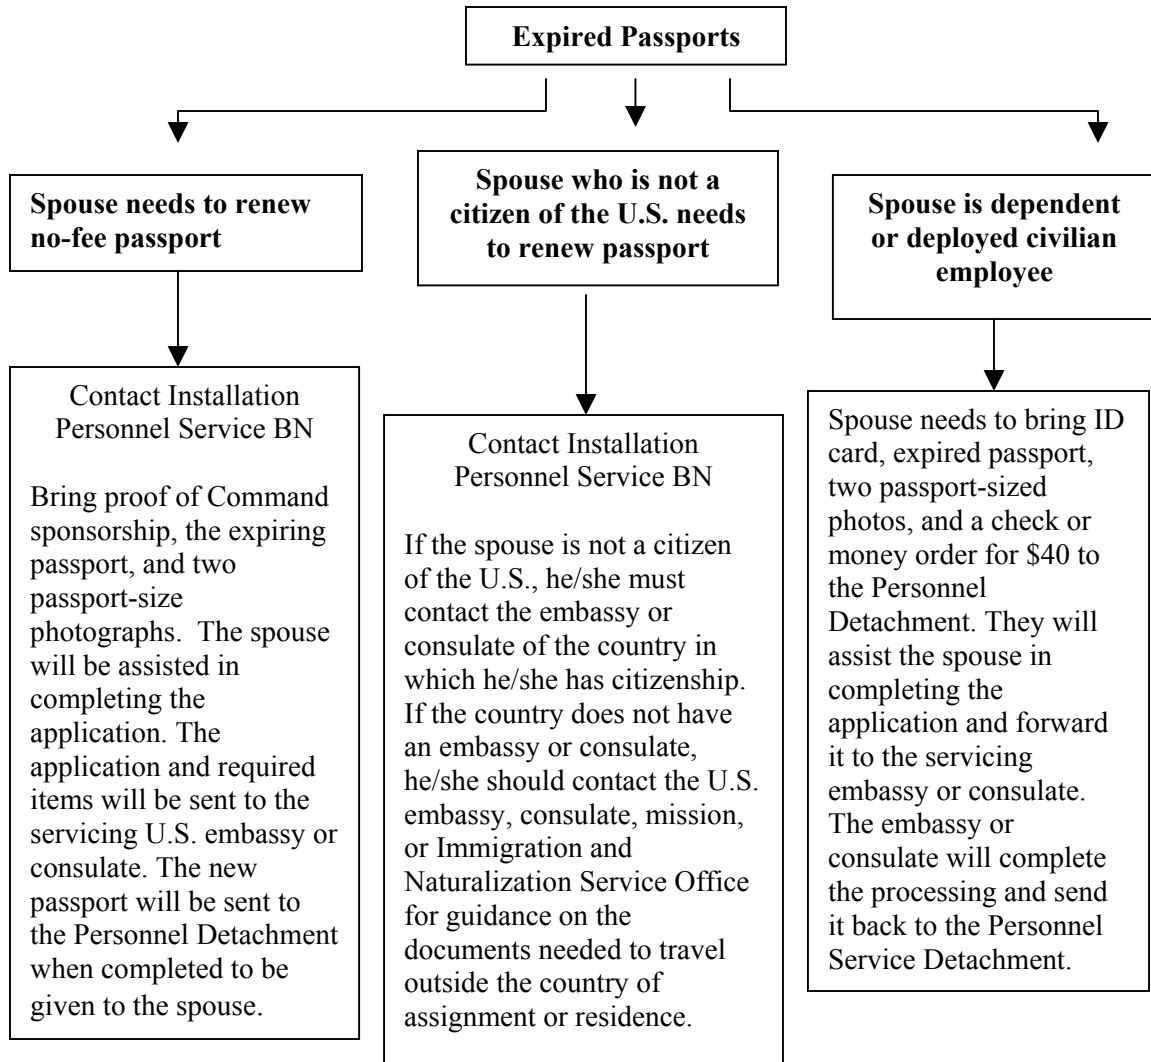 Expired Passports
Spouse needs to renew
no-fee passport
Contact Installation
Personnel Service BN
Bring proof of Command
sponsorship, the expiring
passport, and two
passport-size
photographs. The spouse
will be assisted in
completing the
application. The
application and required
items will be sent to the
servicing U.S. embassy or
consulate. The new
passport will be sent to
the Personnel Detachment
when completed to be
given to the spouse.
Spouse who is not a
citizen of the U.S. needs
to renew passport
Contact Installation
Personnel Service BN
If the spouse is not a citizen
of the U.S., he/she must
contact the embassy or
consulate of the country in
which he/she has citizenship.
If the country does not have
an embassy or consulate,
he/she should contact the U.S.
embassy, consulate, mission,
or Immigration and
Naturalization Service Office
for guidance on the
documents needed to travel
outside the country of
assignment or residence.
Spouse is dependent
or deployed civilian
employee
Spouse needs to bring ID
card, expired passport,
two passport-sized
photos, and a check or
money order for $40 to
the Personnel
Detachment. They will
assist the spouse in
completing the
application and forward
it to the servicing
embassy or consulate.
The embassy or
consulate will complete
the processing and send
it back to the Personnel
Service Detachment.